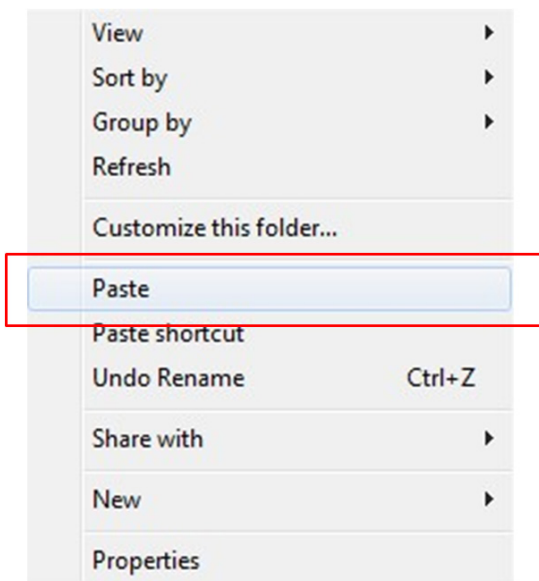 View
Sort by
Group by
Refresh
Customize this folder...
Paste
Paste shortcut
Undo Rename Ctrl+Z
Share with
New
Properties